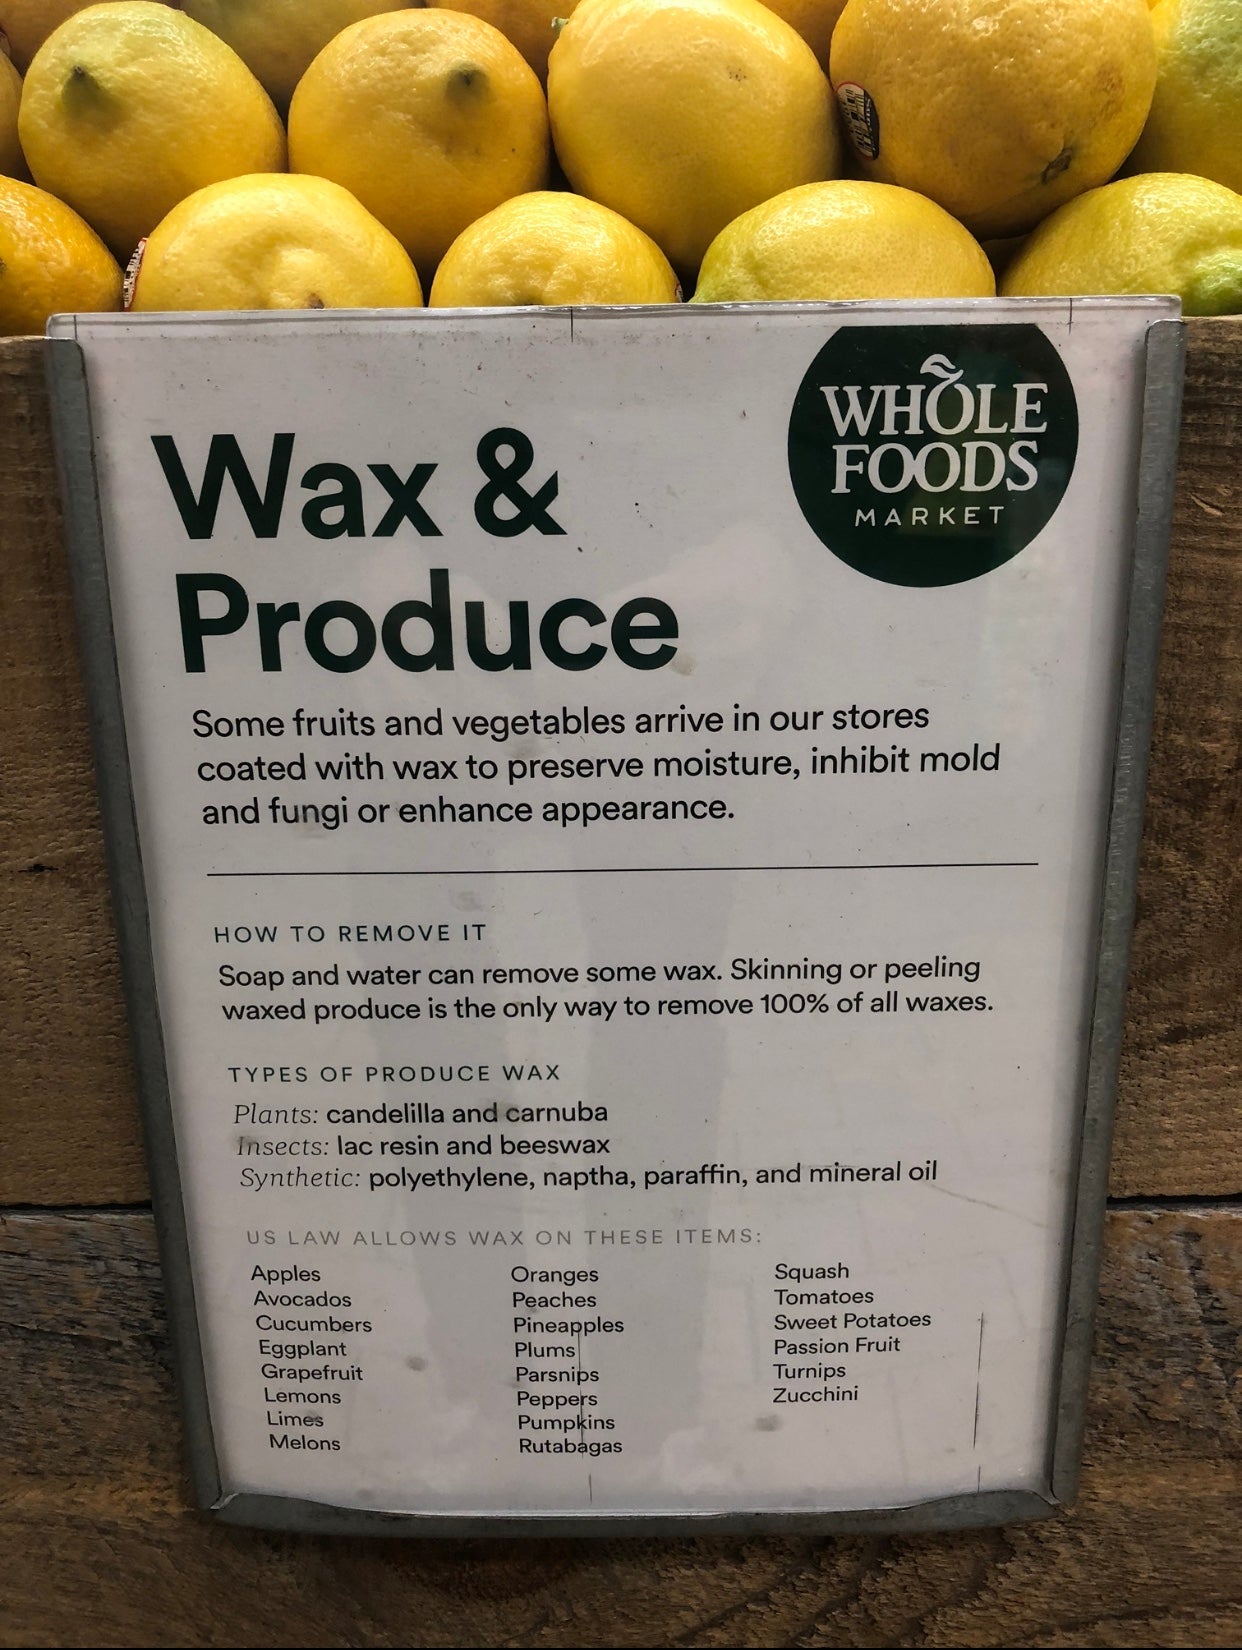 WHOLE
FOODS
MARKET
Wax &
Produce
Some fruits and vegetables arrive in our stores
coated with wax to preserve moisture, inhibit mold
and fungi or enhance appearance.
HOW TO REMOVE IT
Soap and water can remove some wax. Skinning or peeling
waxed produce is the only way to remove 100% of all waxes.
TYPES OF PRODUCE WAX
Plants: candelilla and carnuba
Insects: lac resin and beeswax
Synthetic: polyethylene, naptha, paraffin, and mineral oil
US LAW ALLOWS WAX ON THESE ITEMS:
Apples
Avocados
Cucumbers
Eggplant
Grapefruit
Lemons
Limes
Melons
Oranges
Peaches
Pineapples
Plums
Parsnips
Peppers
Pumpkins
Rutabagas
Squash
Tomatoes
Sweet Potatoes
Passion Fruit
Turnips
Zucchini